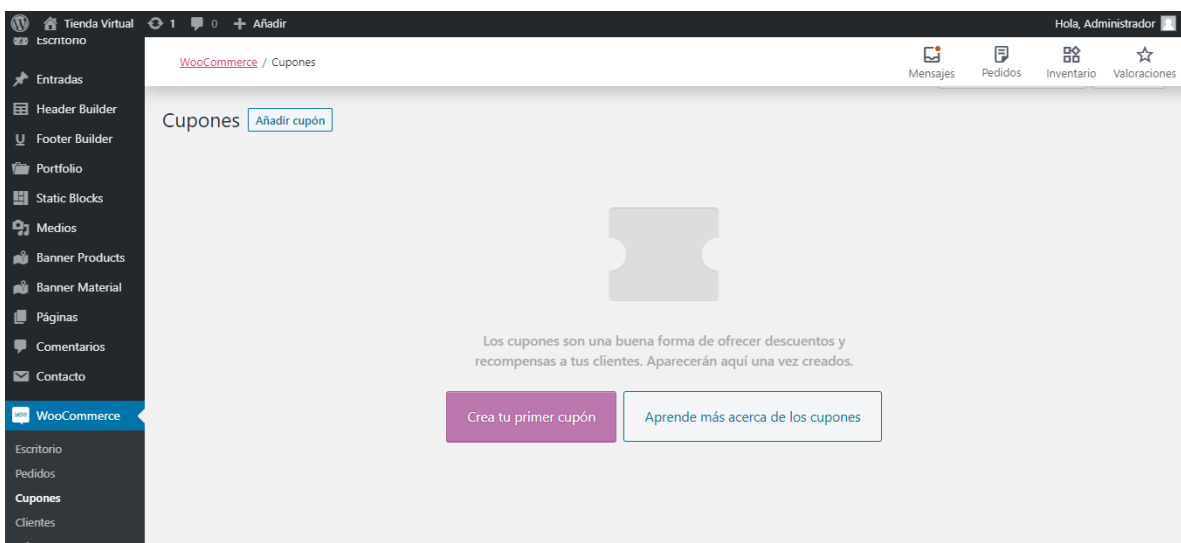 Tienda Virtual 1 0 + Añadir Hola, Administrador
Escritorio
WooCommerce / Cupones
Mensajes Pedidos Inventario Valoraciones
Entradas
Header Builder
Footer Builder
Portfolio
Static Blocks
Medios
Banner Products
Banner Material
Páginas
Comentarios
Contacto
WooCommerce
Escritorio
Pedidos
Cupones
Clientes
Cupones Añadir cupón
Los cupones son una buena forma de ofrecer descuentos y
recompensas a tus clientes. Aparecerán aquí una vez creados.
Crea tu primer cupón Aprende más acerca de los cupones